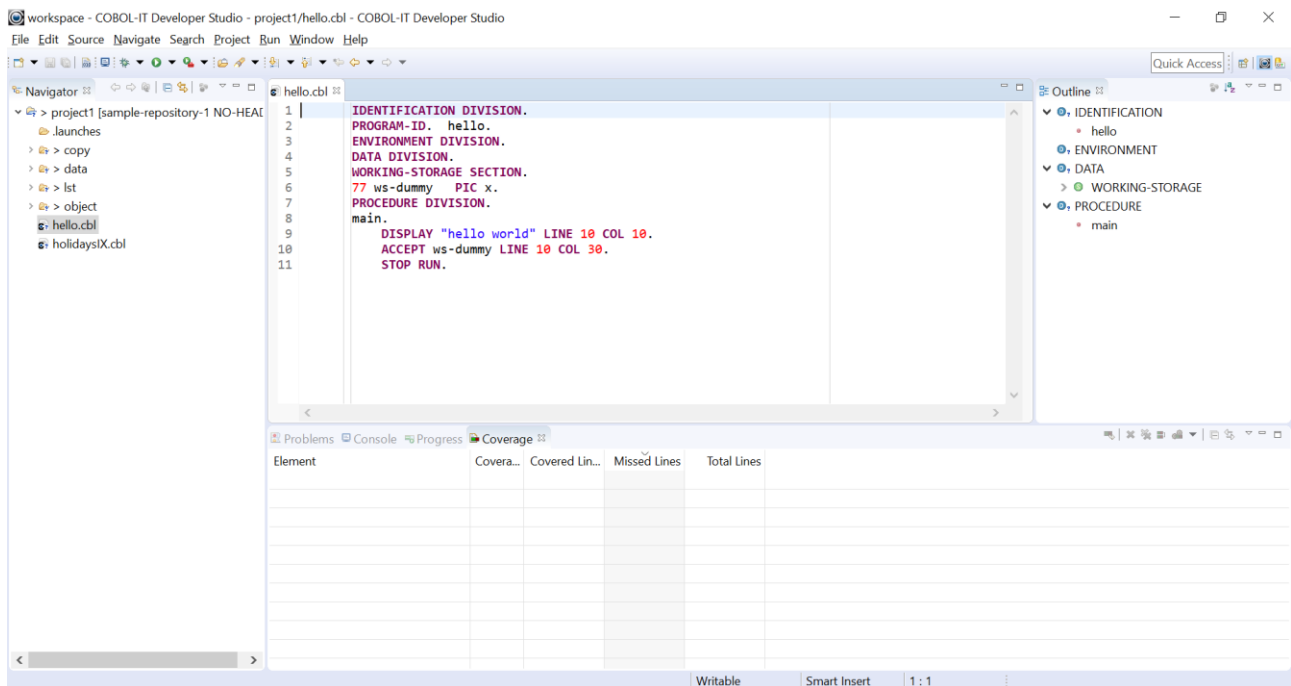 workspace - COBOL-IT Developer Studio - project1/hello.cbl - COBOL-IT Developer Studio
File Edit Source Navigate Search Project Run Window Help
Quick Access
Navigator
> project1 [sample-repository-1 NO-HEAD
.launches
> copy
> data
> lst
> object
hello.cbl
holidaysIX.cbl
hello.cbl
1 IDENTIFICATION DIVISION.
2 PROGRAM-ID. hello.
3 ENVIRONMENT DIVISION.
4 DATA DIVISION.
5 WORKING-STORAGE SECTION.
6 77 ws-dummy PIC x.
7 PROCEDURE DIVISION.
8 main.
9 DISPLAY "hello world" LINE 10 COL 10.
10 ACCEPT ws-dummy LINE 10 COL 30.
11 STOP RUN.
Outline
IDENTIFICATION
hello
ENVIRONMENT
DATA
WORKING-STORAGE
PROCEDURE
main
Problems Console Progress Coverage
Element Covera... Covered Lin... Missed Lines Total Lines
Writable Smart Insert 1 : 1